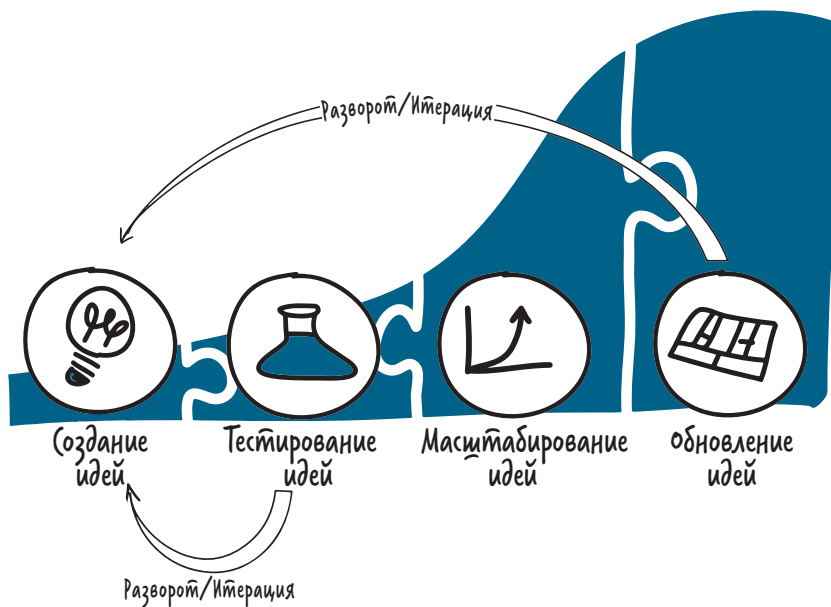 Разворот/Итерация
Создание
идей
Тестирование
идей
Масштабирование
идей
Обновление
идей
Разворот/Итерация